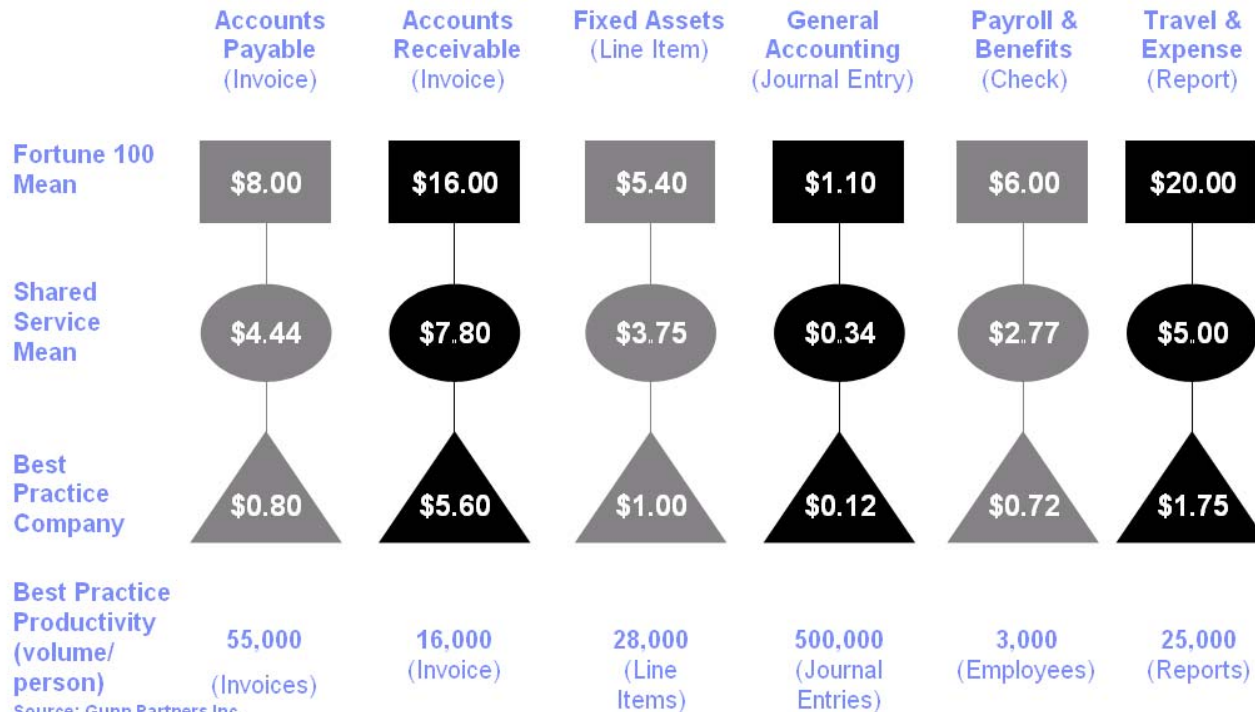 Accounts Payable (Invoice)
Accounts Receivable (Invoice)
Fixed Assets (Line Item)
General Accounting (Journal Entry)
Payroll & Benefits (Check)
Travel & Expense (Report)
Fortune 100 Mean
$8.00
$16.00
$5.40
$1.10
$6.00
$20.00
Shared Service Mean
$4.44
$7.80
$3.75
$0.34
$2.77
$5.00
Best Practice Company
$0.80
$5.60
$1.00
$0.12
$0.72
$1.75
Best Practice Productivity (volume/ person)
55,000 (Invoices)
16,000 (Invoice)
28,000 (Line Items)
500,000 (Journal Entries)
3,000 (Employees)
25,000 (Reports)
Source: Gunn Partners Inc